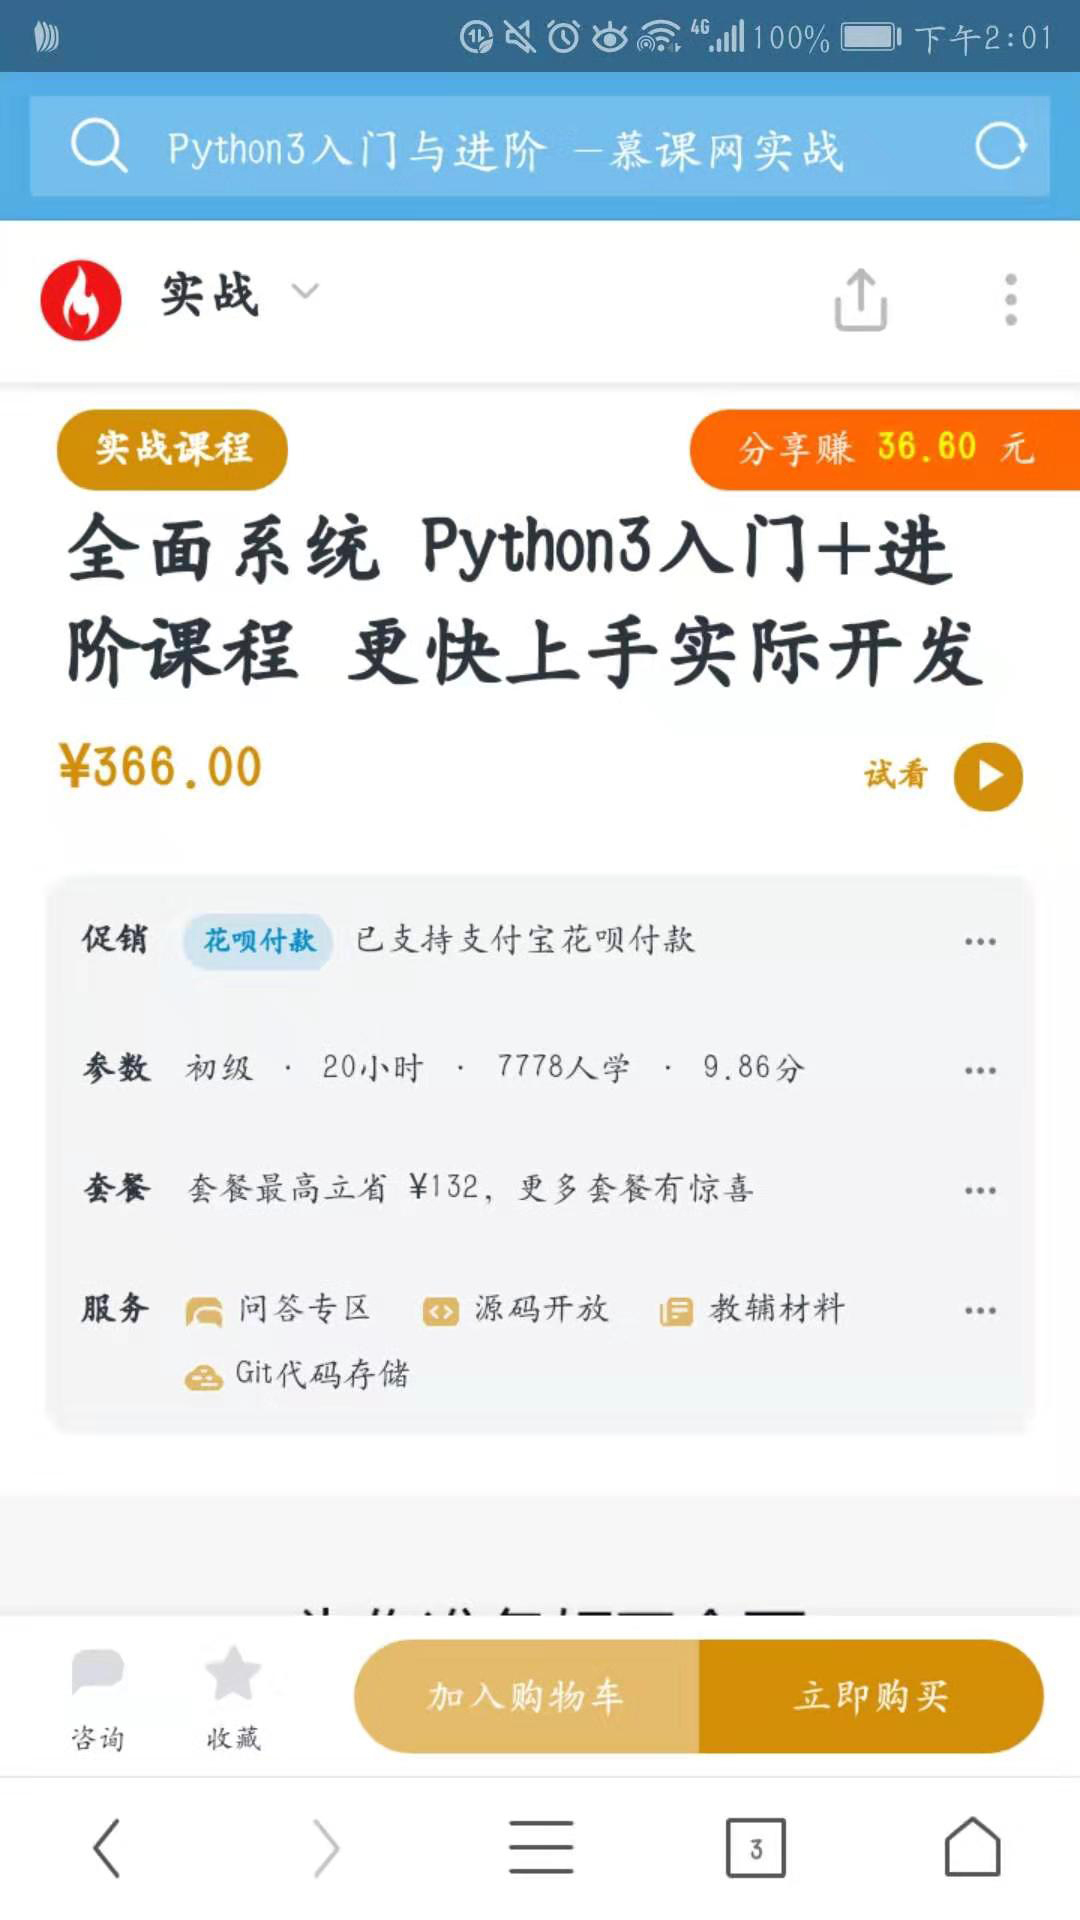 4G 100% 下午2:01
Python3入门与进阶 -慕课网实战
实战
实战课程 分享赚 36.60 元
全面系统 Python3入门+进
阶课程 更快上手实际开发
¥366.00 试看
促销 花呗付款 已支持支付宝花呗付款
参数 初级 · 20小时 · 7778人学 · 9.86分
套餐 套餐最高立省 ¥132, 更多套餐有惊喜
服务 问答专区 源码开放 教辅材料
Git代码存储
加入购物车 立即购买
咨询 收藏
3